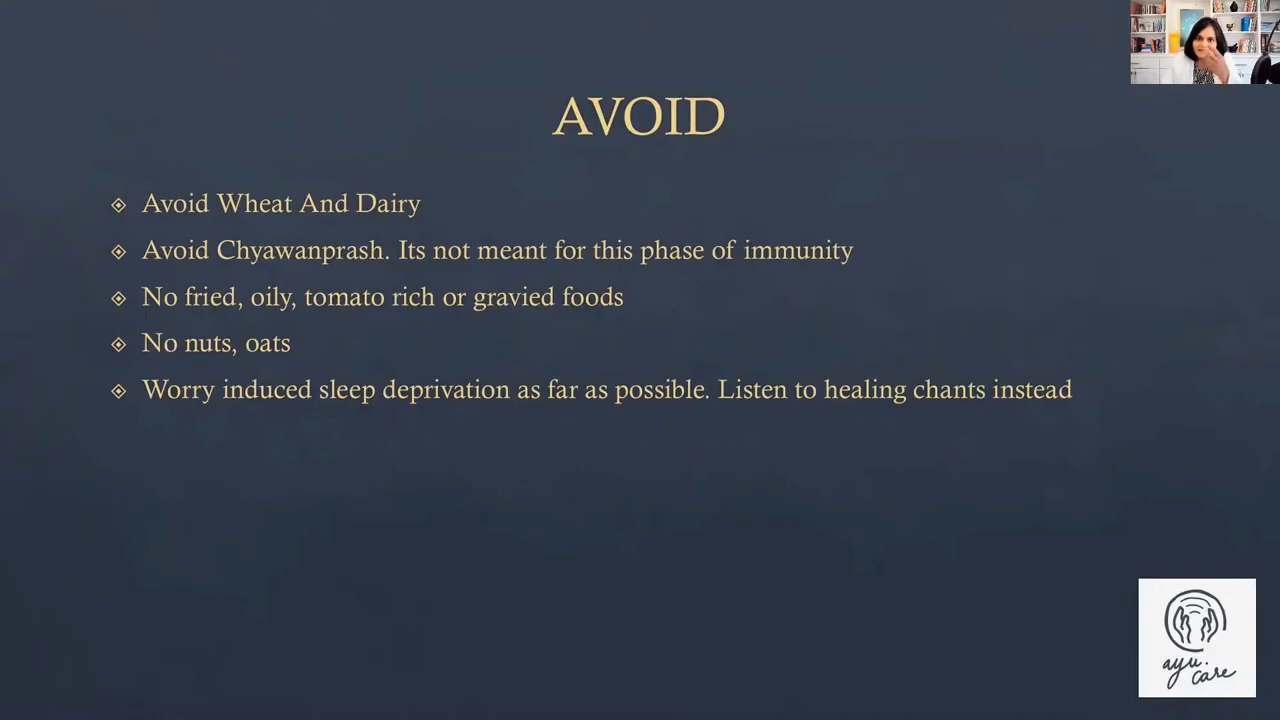 AVOID
Avoid Wheat And Dairy
Avoid Chyawanprash. Its not meant for this phase of immunity
No fried, oily, tomato rich or gravied foods
No nuts, oats
Worry induced sleep deprivation as far as possible. Listen to healing chants instead
ayu.
care